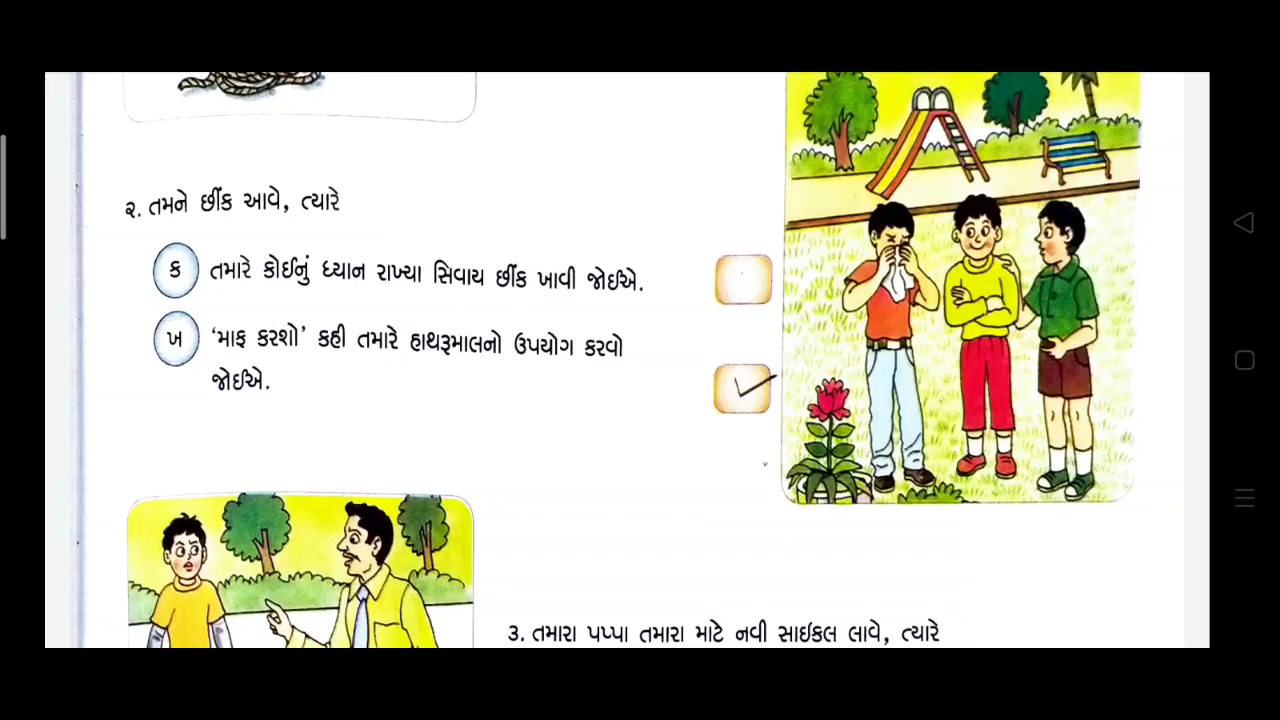 ૨. તમને છીંક આવે, ત્યારે
ક તમારે કોઈનું ધ્યાન રાખ્યા સિવાય છીંક ખાવી જોઈએ.
ખ ‘માફ કરશો’ કહી તમારે હાથરૂમાલનો ઉપયોગ કરવો
જોઈએ.
૩. તમારા પપ્પા તમારા માટે નવી સાઇકલ લાવે, ત્યારે